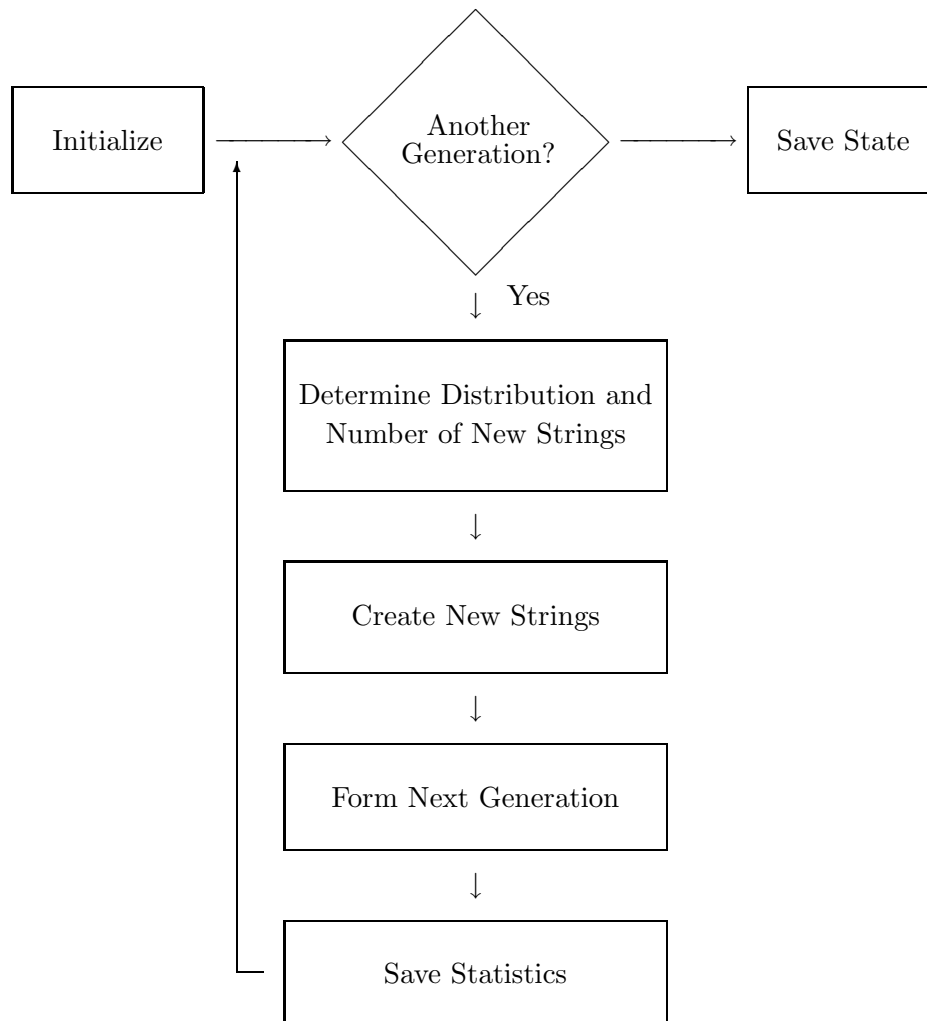 Initialize
Another
Generation?
Save State
Yes
Determine Distribution and
Number of New Strings
Create New Strings
Form Next Generation
Save Statistics